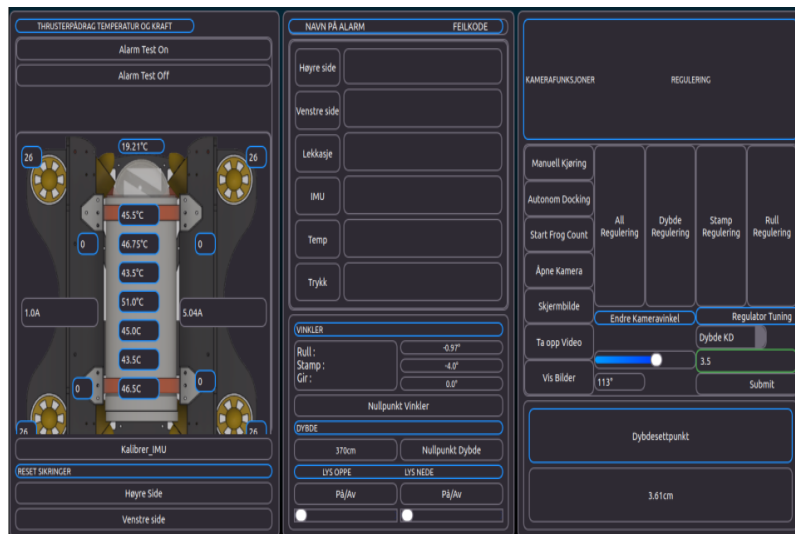 THRUSTERPÅDRAG TEMPERATUR OG KRAFT
Alarm Test On
Alarm Test Off
19.21°C
26
26
45.5°C
46.75°C
0
0
43.5°C
51.0°C
1.0A
5.04A
45.0C
43.5C
46.5C
0
0
26
26
Kalibrer_IMU
RESET SIKRINGER
Høyre Side
Venstre side
NAVN PÅ ALARM
FEILKODE
Høyre side
Venstre side
Lekkasje
IMU
Temp
Trykk
VINKLER
Rull :
Stamp :
Gir :
-0.97°
-4.0°
0.0°
Nullpunkt Vinkler
DYBDE
370cm
Nullpunkt Dybde
LYS OPPE
LYS NEDE
På/Av
På/Av
KAMERAFUNKSJONER
REGULERING
Manuell Kjøring
Autonom Docking
Start Frog Count
Åpne Kamera
Skjermbilde
Ta opp Video
Vis Bilder
All
Regulering
Dybde
Regulering
Stamp
Regulering
Rull
Regulering
Endre Kameravinkel
113°
Regulator Tuning
Dybde KD
3.5
Submit
Dybdesettpunkt
3.61cm